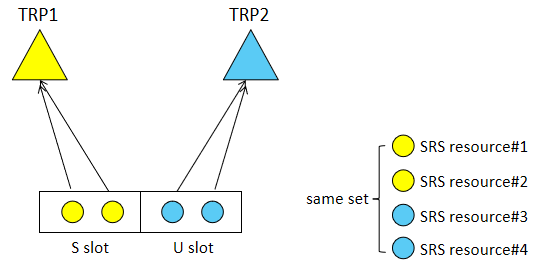 TRP1
TRP2
S slot
U slot
same set
SRS resource#1
SRS resource#2
SRS resource#3
SRS resource#4